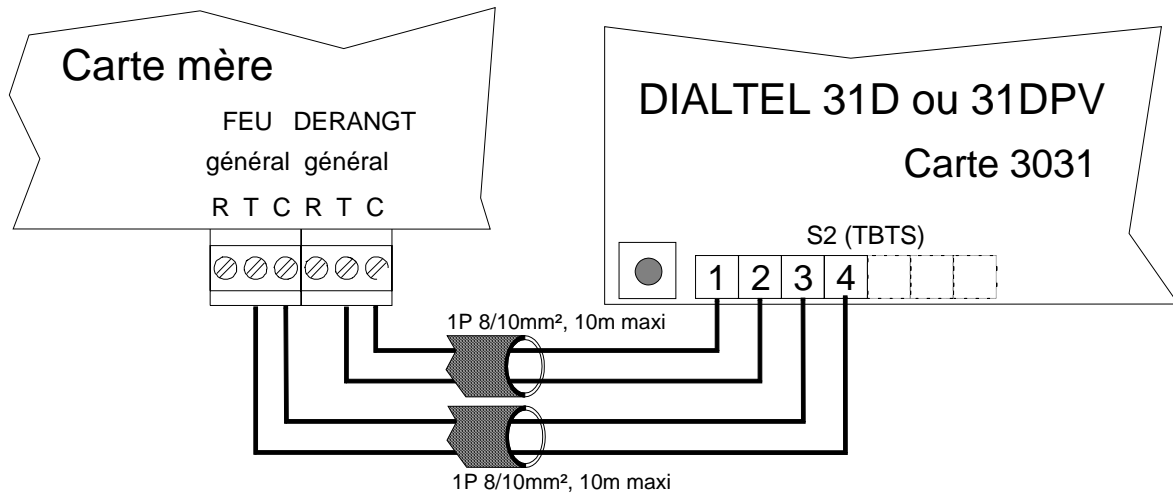 Carte mère
FEU DERANGT
général général
R T C R T C
DIALTEL 31D ou 31DPV
Carte 3031
S2 (TBTS)
1 2 3 4
1P 8/10mm², 10m maxi
1P 8/10mm², 10m maxi